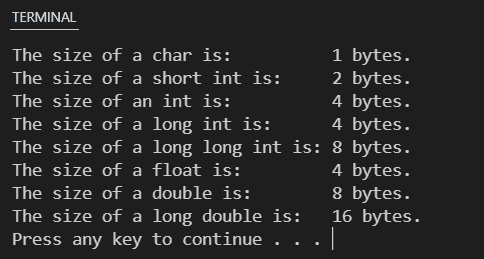 TERMINAL
The size of a char is:          1 bytes.
The size of a short int is:     2 bytes.
The size of an int is:          4 bytes.
The size of a long int is:      4 bytes.
The size of a long long int is: 8 bytes.
The size of a float is:         4 bytes.
The size of a double is:        8 bytes.
The size of a long double is:   16 bytes.
Press any key to continue . . .